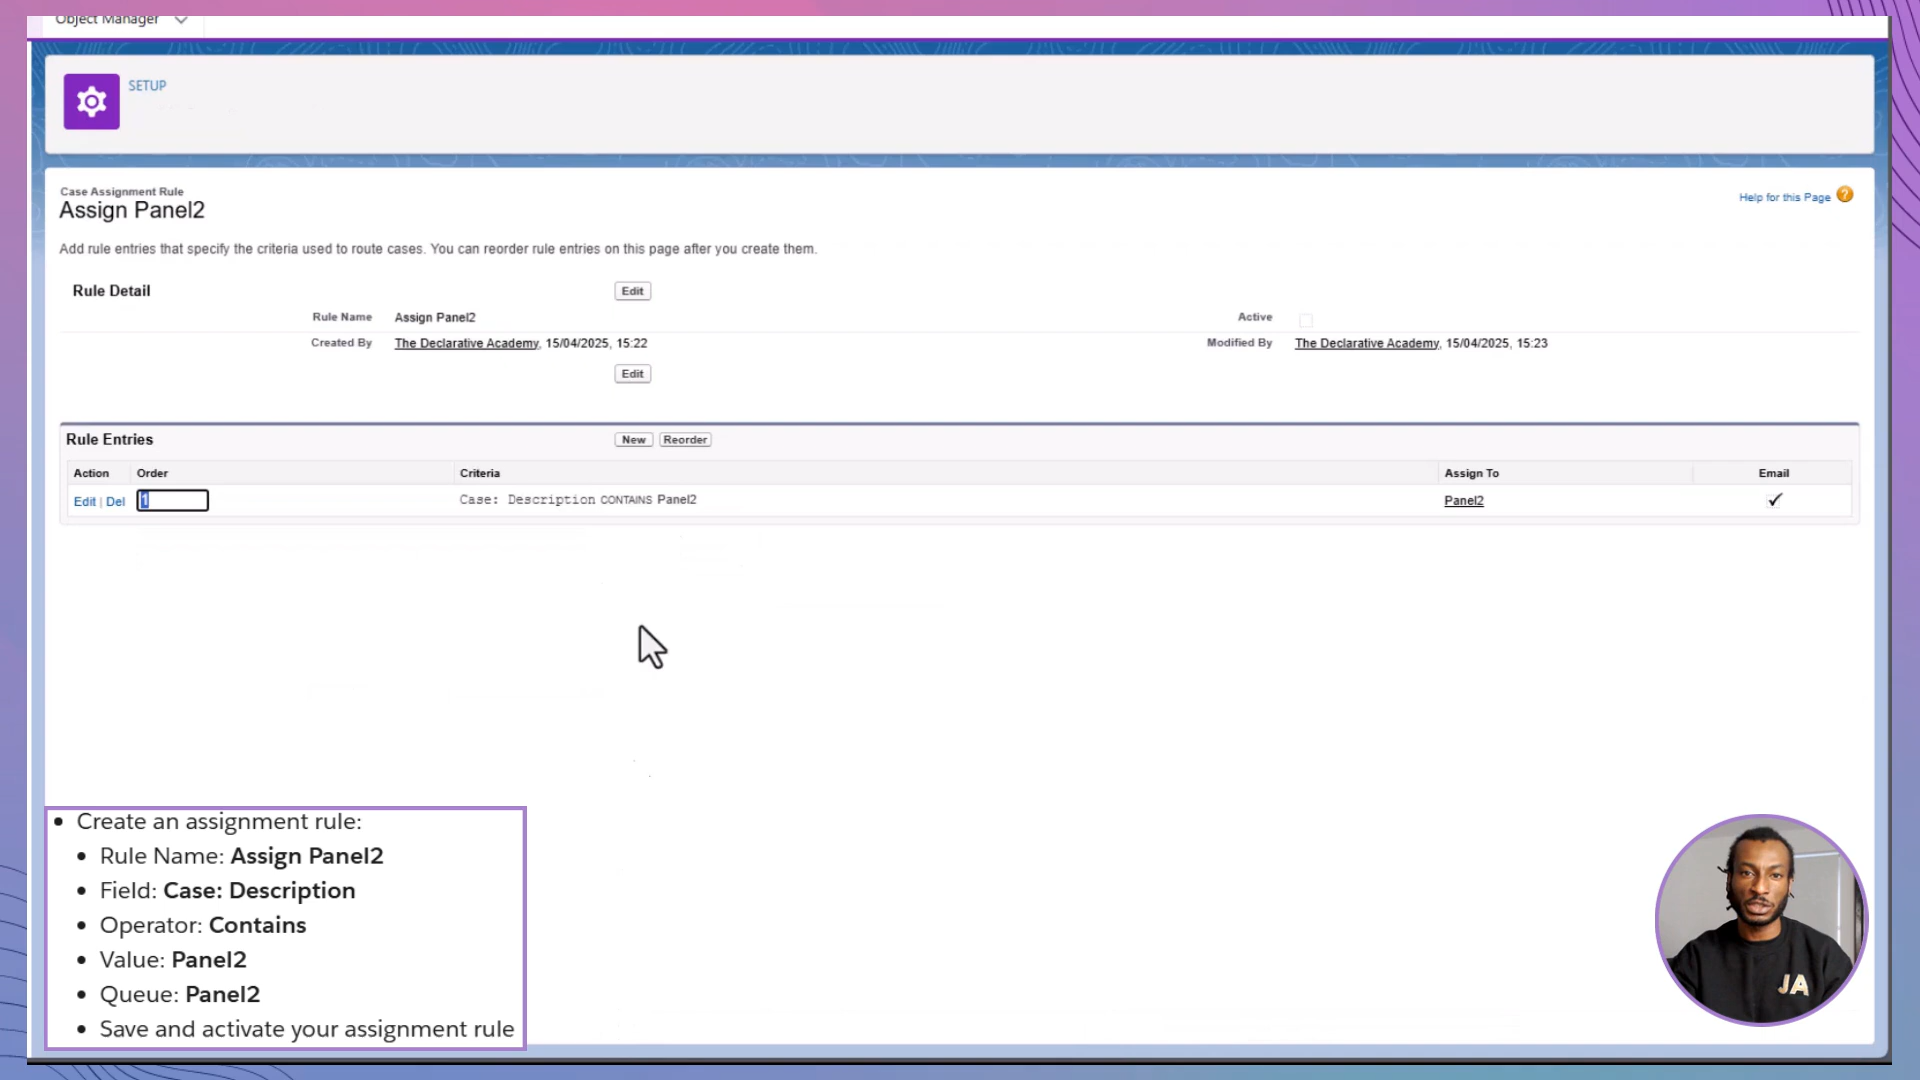 Object Manager
SETUP
Case Assignment Rule
Assign Panel2
Help for this Page ?
Add rule entries that specify the criteria used to route cases. You can reorder rule entries on this page after you create them.
Rule Detail Edit
Rule Name Assign Panel2 Active
Created By The Declarative Academy, 15/04/2025, 15:22 Modified By The Declarative Academy, 15/04/2025, 15:23
Edit
Rule Entries New Reorder
Action Order Criteria Assign To Email
Edit | Del 1 Case: Description CONTAINS Panel2 Panel2
• Create an assignment rule:
• Rule Name: Assign Panel2
• Field: Case: Description
• Operator: Contains
• Value: Panel2
• Queue: Panel2
• Save and activate your assignment rule
JA